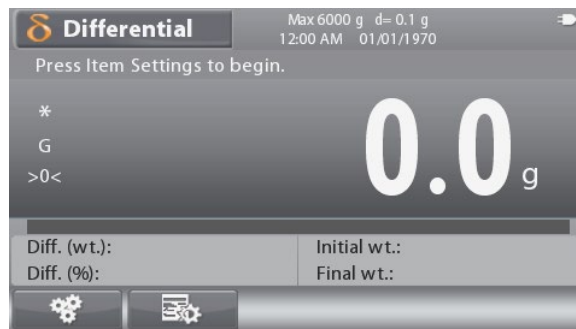 δ Differential
Max 6000 g d= 0.1 g
12:00 AM 01/01/1970
Press Item Settings to begin.
*
G
>0<
0.0 g
Diff. (wt.):
Initial wt.:
Diff. (%):
Final wt.: